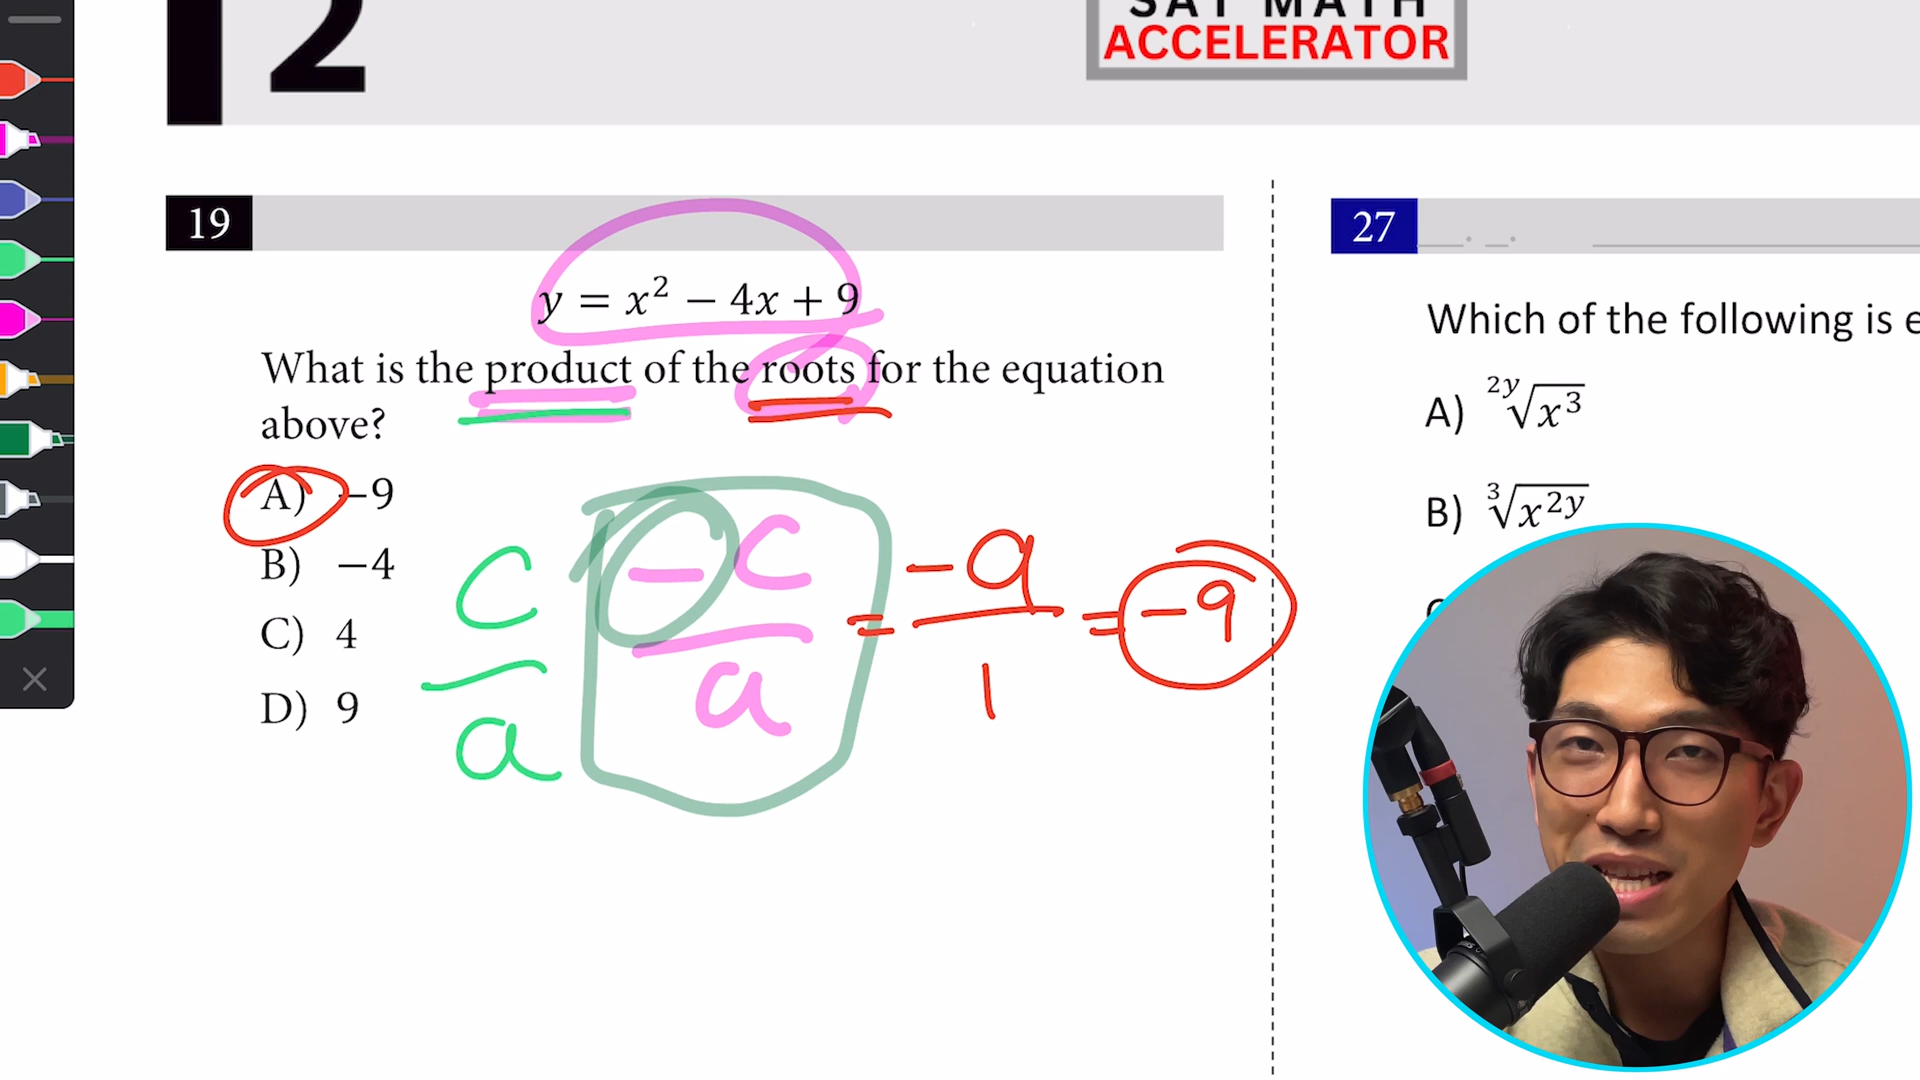 12
SAT MATH
ACCELERATOR
19
y = x² − 4x + 9
What is the product of the roots for the equation
above?
A) −9
B) −4
C) 4
D) 9
c
a
−c
a
= −9
1
= −9
27
Which of the following is e
A) ²ʸ√x³
B) ³√x²ʸ